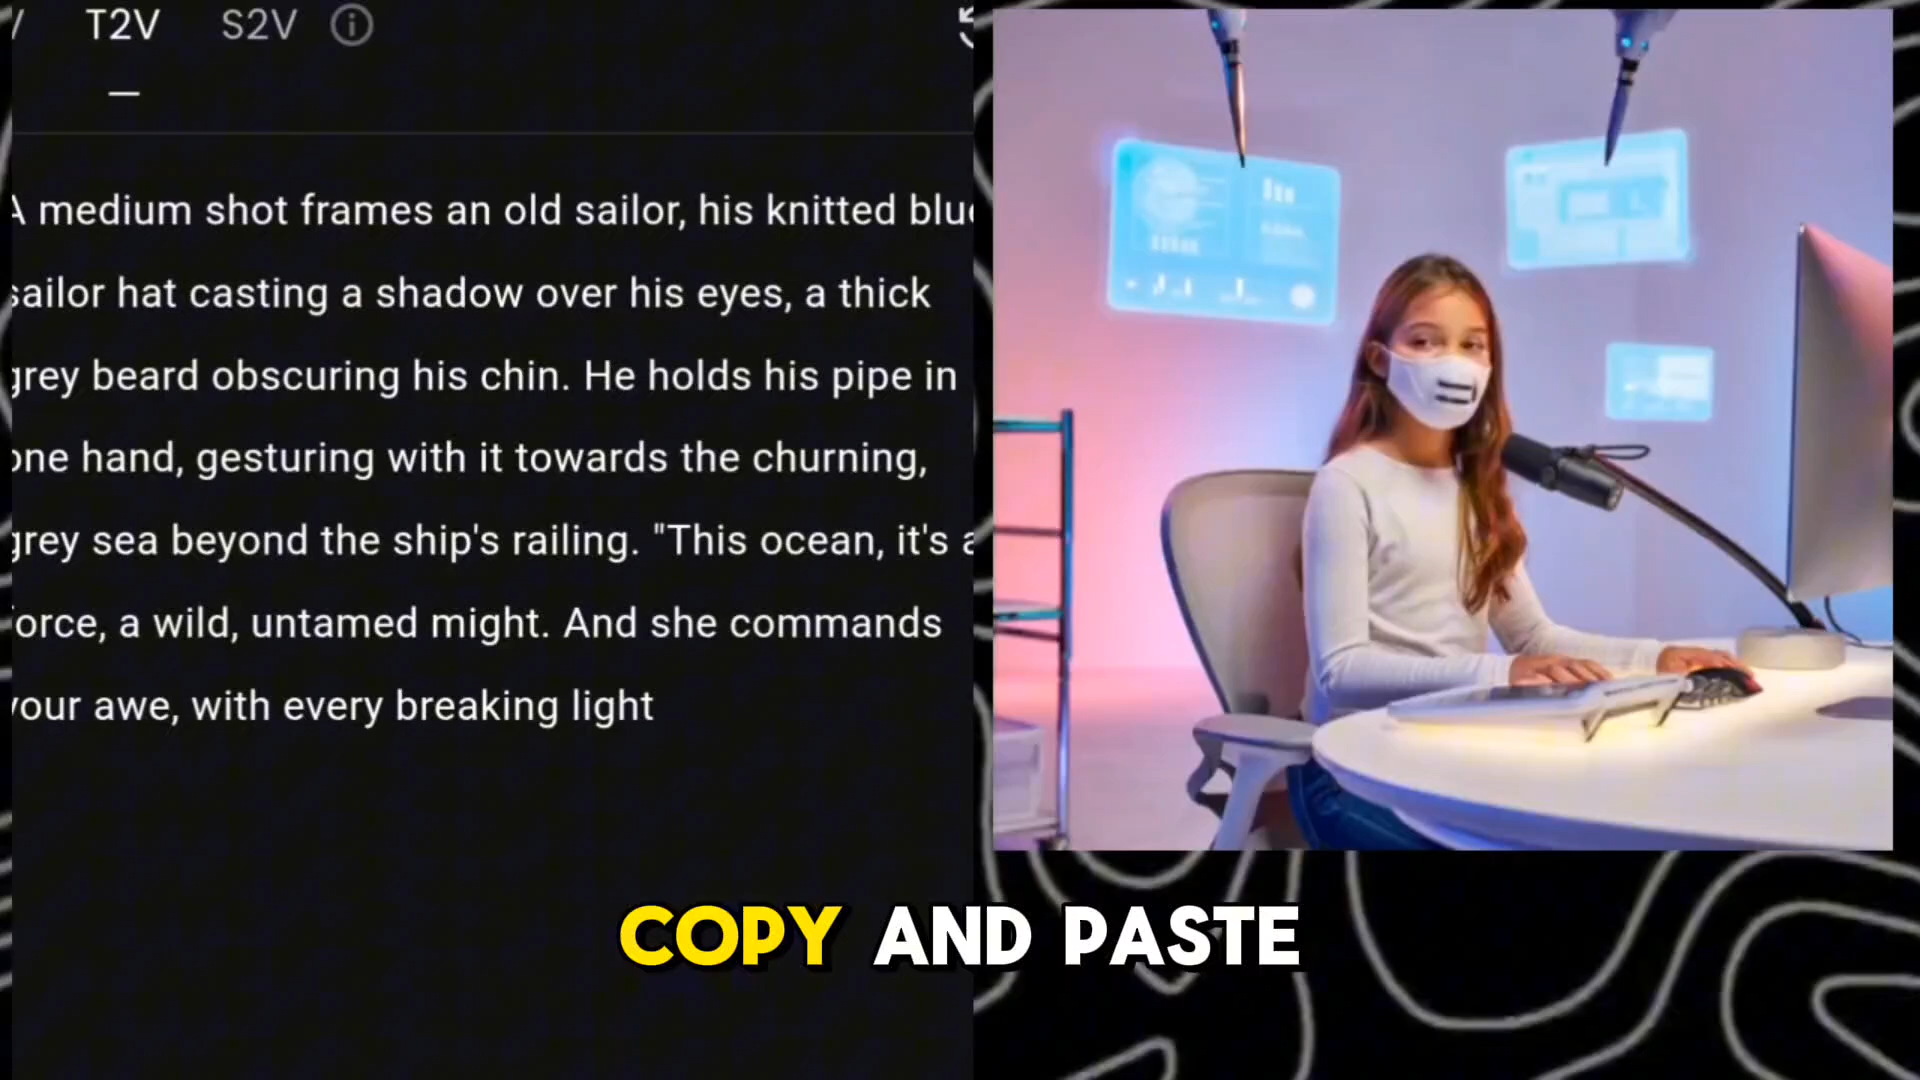 T2V S2V
A medium shot frames an old sailor, his knitted blue
sailor hat casting a shadow over his eyes, a thick
grey beard obscuring his chin. He holds his pipe in
one hand, gesturing with it towards the churning,
grey sea beyond the ship's railing. "This ocean, it's a
force, a wild, untamed might. And she commands
your awe, with every breaking light
COPY AND PASTE